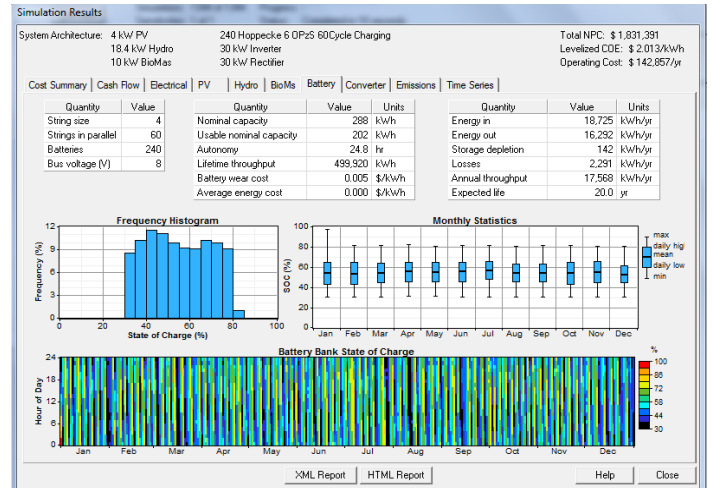 Simulation Results
System Architecture: 4 kW PV 240 Hoppecke 6 OPzS 60Cycle Charging Total NPC: $ 1,831,391
18.4 kW Hydro 30 kW Inverter Levelized COE: $ 2.013/kWh
10 kW BioMas 30 kW Rectifier Operating Cost: $ 142,857/yr
Cost Summary Cash Flow Electrical PV Hydro BioMs Battery Converter Emissions Time Series
Quantity Value Quantity Value Units Quantity Value Units
String size 4 Nominal capacity 288 kWh Energy in 18,725 kWh/yr
Strings in parallel 60 Usable nominal capacity 202 kWh Energy out 16,292 kWh/yr
Batteries 240 Autonomy 24.8 hr Storage depletion 142 kWh/yr
Bus voltage (V) 8 Lifetime throughput 499,920 kWh Losses 2,291 kWh/yr
Battery wear cost 0.005 $/kWh Annual throughput 17,568 kWh/yr
Average energy cost 0.000 $/kWh Expected life 20.0 yr
Frequency Histogram
Frequency (%)
12
9
6
3
0
0 20 40 60 80 100
State of Charge (%)
Monthly Statistics
SOC (%)
100
80
60
40
20
0
Jan Feb Mar Apr May Jun Jul Aug Sep Oct Nov Dec
max
daily hig
mean
daily low
min
Battery Bank State of Charge
Hour of Day
24
18
12
6
0
Jan Feb Mar Apr May Jun Jul Aug Sep Oct Nov Dec
%
100
86
72
58
44
30
XML Report HTML Report Help Close